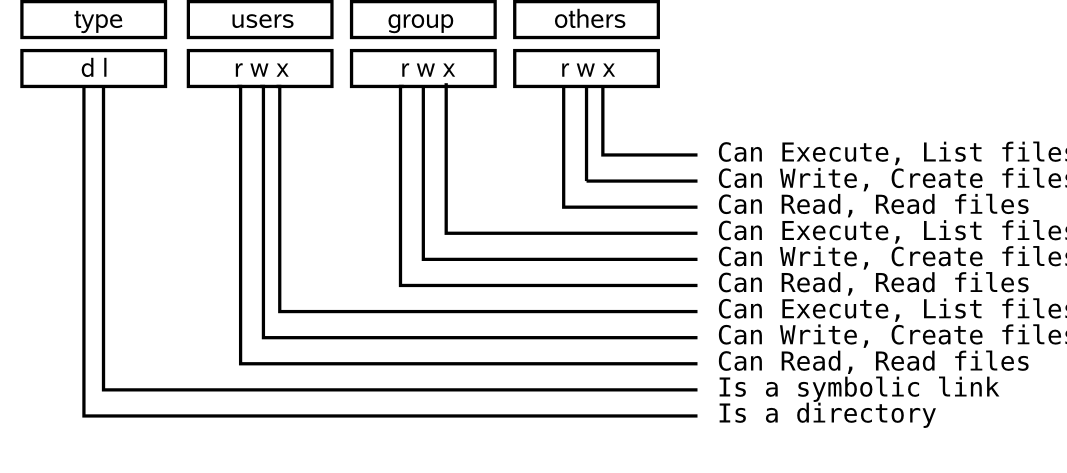 type users group others
d l r w x r w x r w x
Can Execute, List files
Can Write, Create files
Can Read, Read files
Can Execute, List files
Can Write, Create files
Can Read, Read files
Can Execute, List files
Can Write, Create files
Can Read, Read files
Is a symbolic link
Is a directory